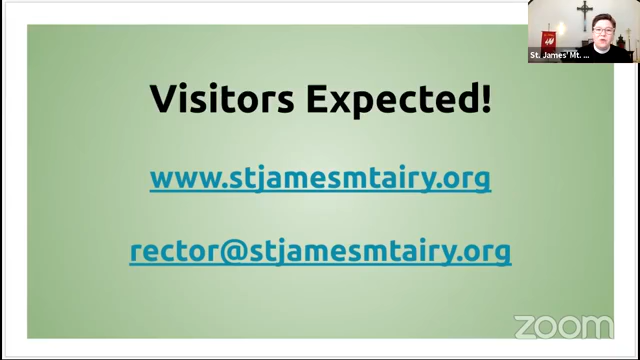 Visitors Expected!
www.stjamesmtairy.org
rector@stjamesmtairy.org
St. James' Mt. ...
zoom